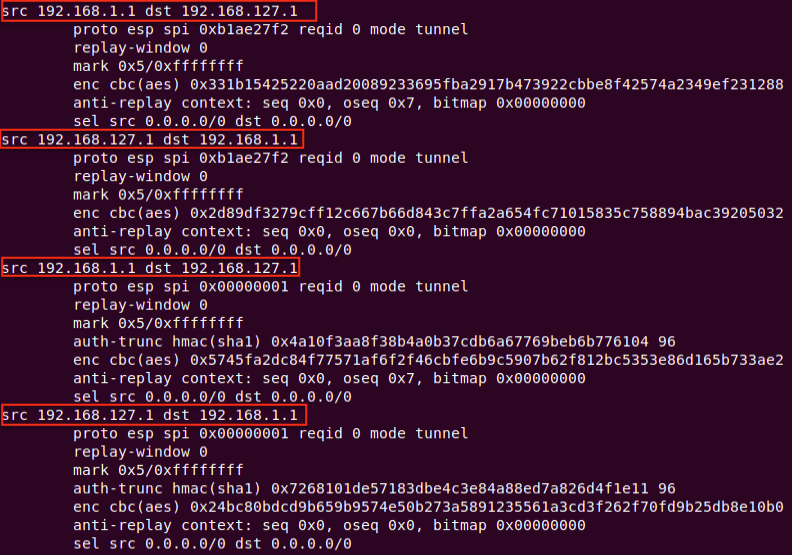 src 192.168.1.1 dst 192.168.127.1
proto esp spi 0xb1ae27f2 reqid 0 mode tunnel
replay-window 0
mark 0x5/0xffffffff
enc cbc(aes) 0x331b15425220aad20089233695fba2917b473922cbbe8f42574a2349ef231288
anti-replay context: seq 0x0, oseq 0x7, bitmap 0x00000000
sel src 0.0.0.0/0 dst 0.0.0.0/0
src 192.168.127.1 dst 192.168.1.1
proto esp spi 0xb1ae27f2 reqid 0 mode tunnel
replay-window 0
mark 0x5/0xffffffff
enc cbc(aes) 0x2d89df3279cff12c667b66d843c7ffa2a654fc71015835c758894bac39205032
anti-replay context: seq 0x0, oseq 0x0, bitmap 0x00000000
sel src 0.0.0.0/0 dst 0.0.0.0/0
src 192.168.1.1 dst 192.168.127.1
proto esp spi 0x00000001 reqid 0 mode tunnel
replay-window 0
mark 0x5/0xffffffff
auth-trunc hmac(sha1) 0x4a10f3aa8f38b4a0b37cdb6a67769beb6b776104 96
enc cbc(aes) 0x5745fa2dc84f77571af6f2f46cbfe6b9c5907b62f812bc5353e86d165b733ae2
anti-replay context: seq 0x0, oseq 0x7, bitmap 0x00000000
sel src 0.0.0.0/0 dst 0.0.0.0/0
src 192.168.127.1 dst 192.168.1.1
proto esp spi 0x00000001 reqid 0 mode tunnel
replay-window 0
mark 0x5/0xffffffff
auth-trunc hmac(sha1) 0x7268101de57183dbe4c3e84a88ed7a826d4f1e11 96
enc cbc(aes) 0x24bc80bdcd9b659b9574e50b273a5891235561a3cd3f262f70fd9b25db8e10b0
anti-replay context: seq 0x0, oseq 0x0, bitmap 0x00000000
sel src 0.0.0.0/0 dst 0.0.0.0/0